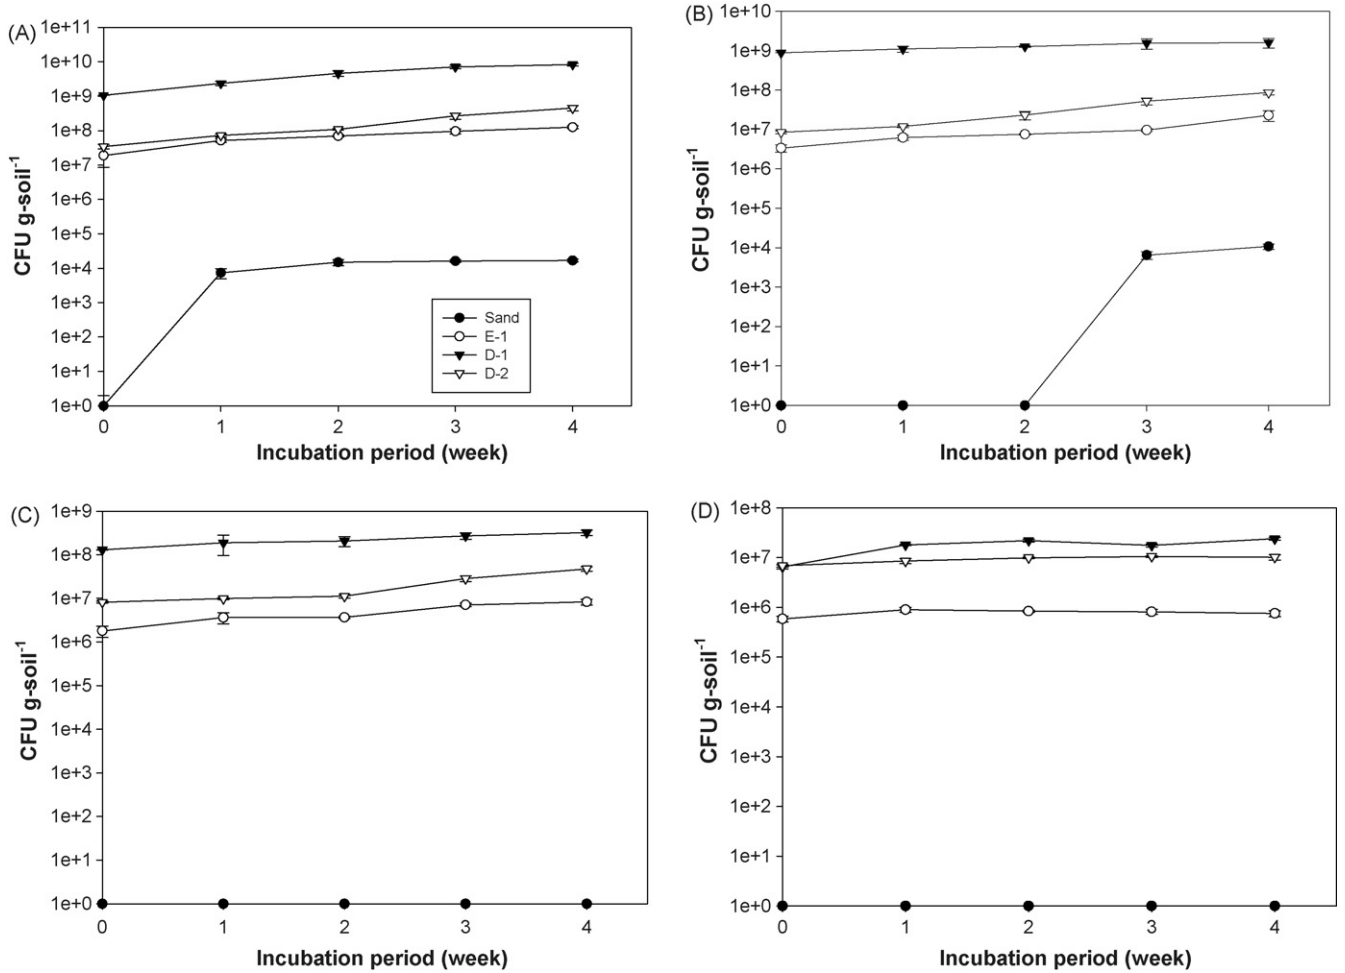 (A)
1e+11
1e+10
1e+9
1e+8
1e+7
1e+6
1e+5
1e+4
1e+3
1e+2
1e+1
1e+0
CFU g-soil-1
0 1 2 3 4
Incubation period (week)
Sand
E-1
D-1
D-2
(B)
1e+10
1e+9
1e+8
1e+7
1e+6
1e+5
1e+4
1e+3
1e+2
1e+1
1e+0
CFU g-soil-1
0 1 2 3 4
Incubation period (week)
(C)
1e+9
1e+8
1e+7
1e+6
1e+5
1e+4
1e+3
1e+2
1e+1
1e+0
CFU g-soil-1
0 1 2 3 4
Incubation period (week)
(D)
1e+8
1e+7
1e+6
1e+5
1e+4
1e+3
1e+2
1e+1
1e+0
CFU g-soil-1
0 1 2 3 4
Incubation period (week)